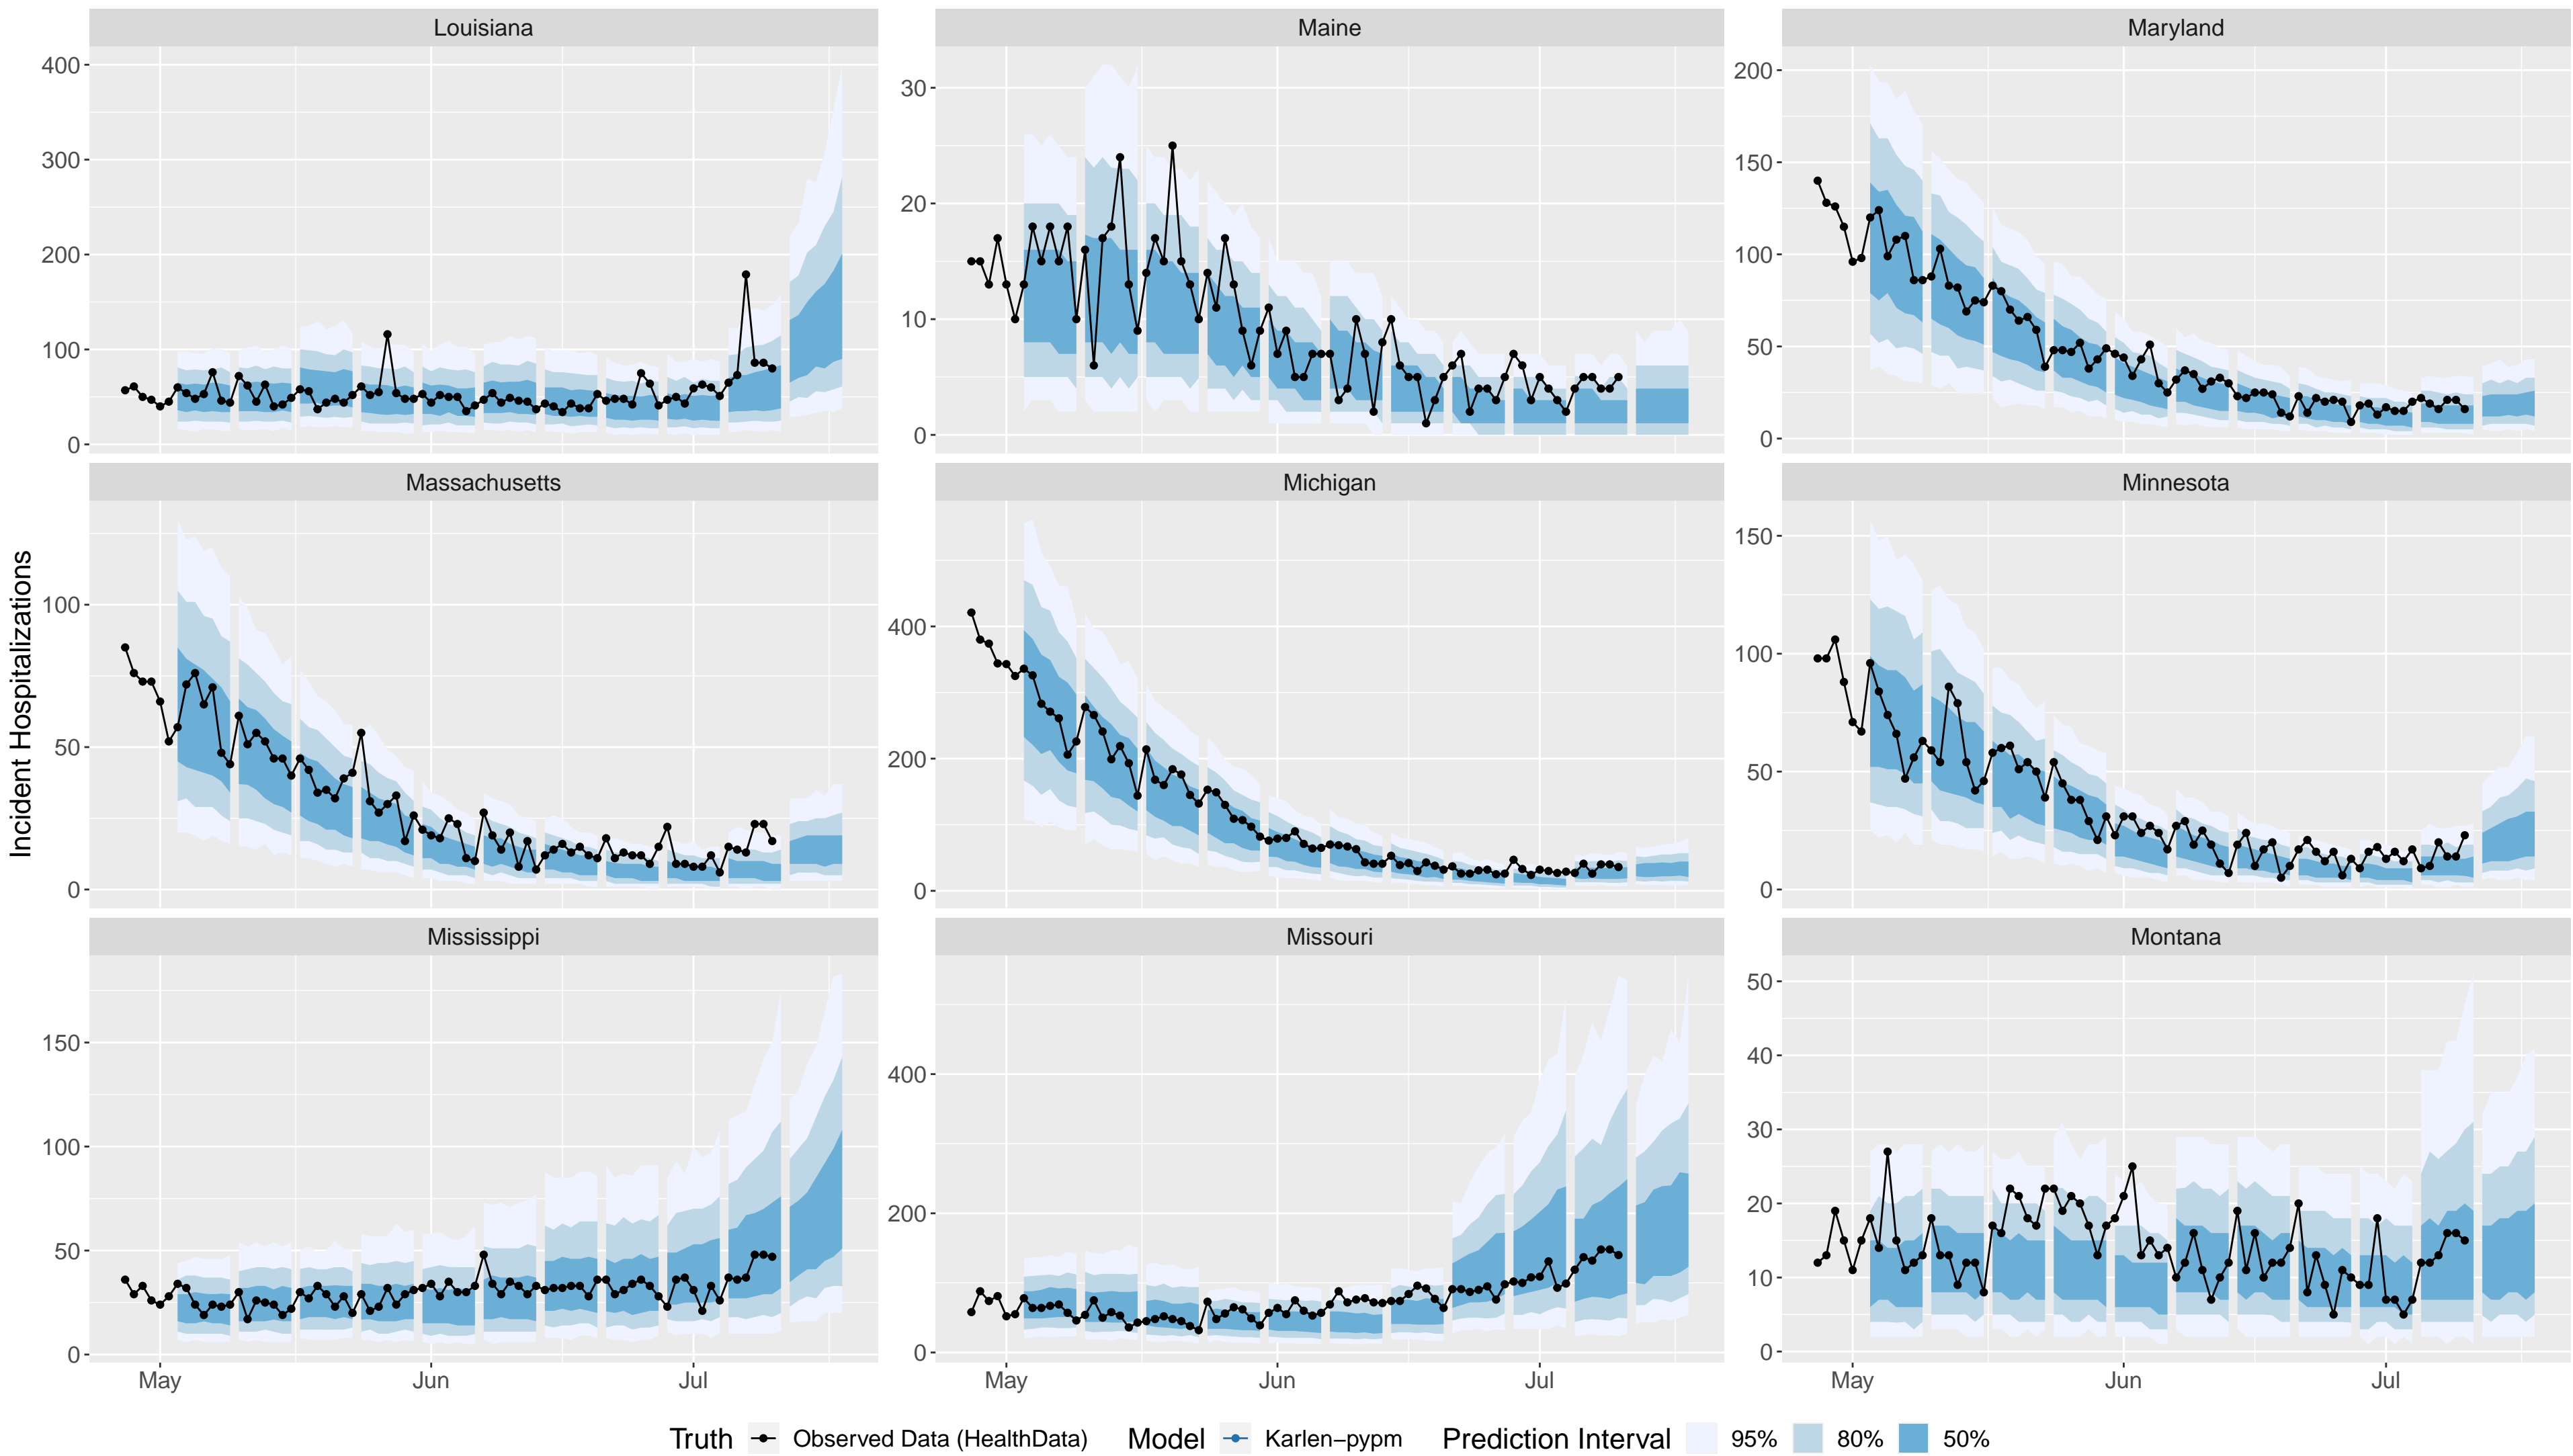 Louisiana
Maine
Maryland
400
300
200
100
0
30
20
10
0
200
150
100
50
0
Massachusetts
Michigan
Minnesota
Incident Hospitalizations
100
50
0
400
200
0
150
100
50
0
Mississippi
Missouri
Montana
150
100
50
0
400
200
0
50
40
30
20
10
0
May Jun Jul
May Jun Jul
May Jun Jul
Truth Observed Data (HealthData) Model Karlen−pypm Prediction Interval 95% 80% 50%